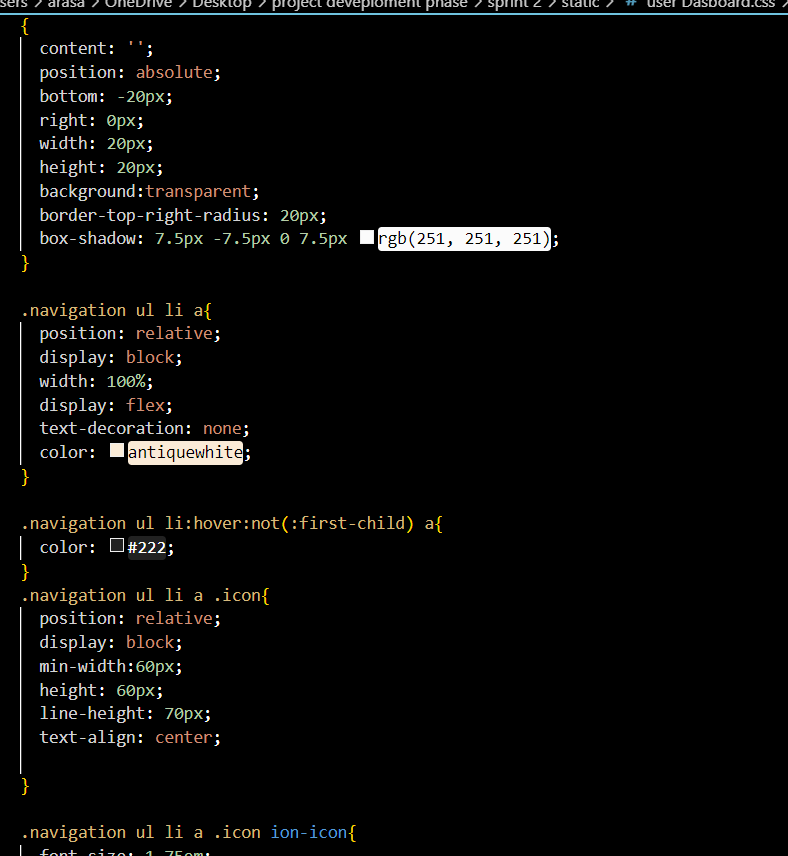 sers > arasa > OneDrive > Desktop > project deveploment phase > sprint 2 > static > # user Dasboard.css >
{
content: '';
position: absolute;
bottom: -20px;
right: 0px;
width: 20px;
height: 20px;
background:transparent;
border-top-right-radius: 20px;
box-shadow: 7.5px -7.5px 0 7.5px rgb(251, 251, 251);
}
.navigation ul li a{
position: relative;
display: block;
width: 100%;
display: flex;
text-decoration: none;
color: antiquewhite;
}
.navigation ul li:hover:not(:first-child) a{
color: #222;
}
.navigation ul li a .icon{
position: relative;
display: block;
min-width:60px;
height: 60px;
line-height: 70px;
text-align: center;
}
.navigation ul li a .icon ion-icon{
font-size: 1.75em;